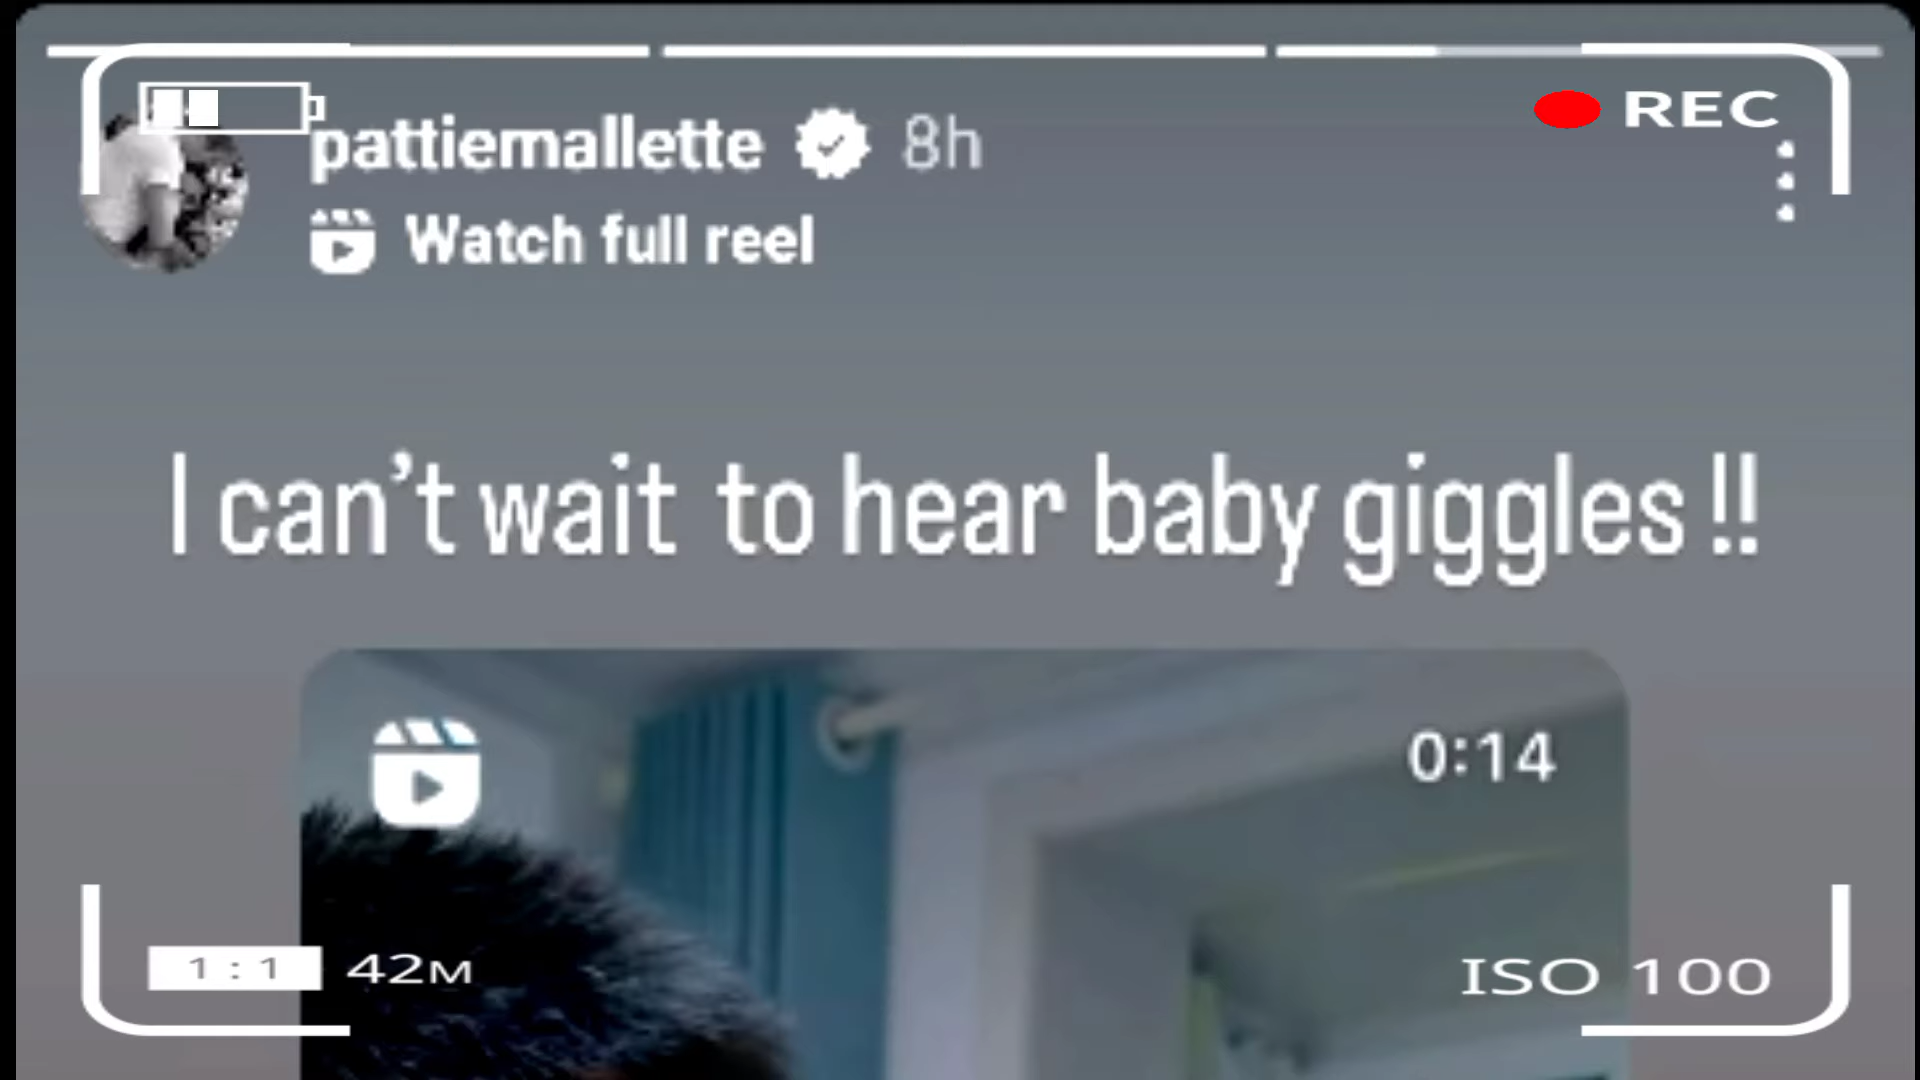 REC
pattiemallette 8h
Watch full reel
I can't wait to hear baby giggles !!
0:14
1:1 42M
ISO 100